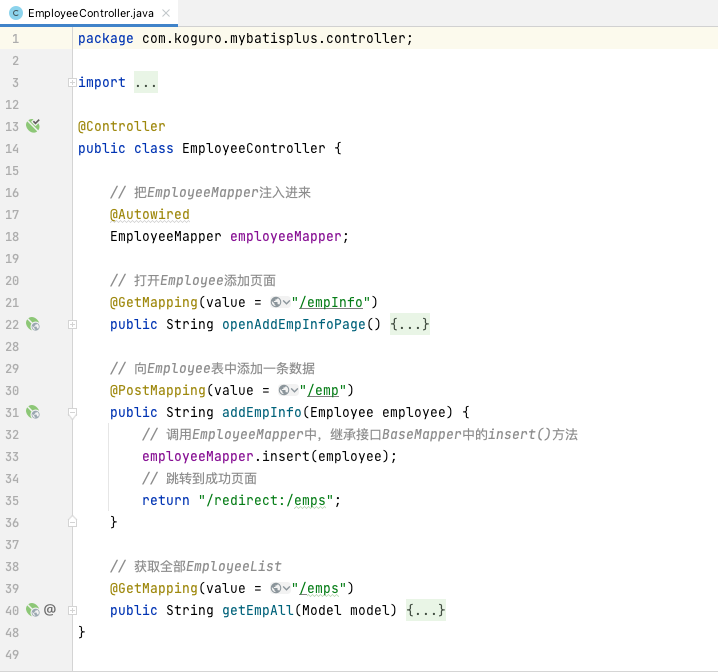 EmployeeController.java
1 package com.koguro.mybatisplus.controller;
2
3 import ...
12
13 @Controller
14 public class EmployeeController {
15
16 // 把EmployeeMapper注入进来
17 @Autowired
18 EmployeeMapper employeeMapper;
19
20 // 打开Employee添加页面
21 @GetMapping(value = "/empInfo")
22 public String openAddEmpInfoPage() {...}
28
29 // 向Employee表中添加一条数据
30 @PostMapping(value = "/emp")
31 public String addEmpInfo(Employee employee) {
32 // 调用EmployeeMapper中，继承接口BaseMapper中的insert()方法
33 employeeMapper.insert(employee);
34 // 跳转到成功页面
35 return "/redirect:/emps";
36 }
37
38 // 获取全部EmployeeList
39 @GetMapping(value = "/emps")
40 @ public String getEmpAll(Model model) {...}
48 }
49